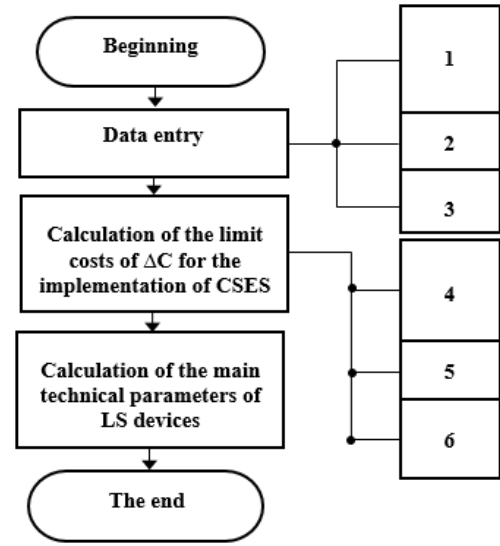 Beginning
Data entry
Calculation of the limit
costs of ΔC for the
implementation of CSES
Calculation of the main
technical parameters of
LS devices
The end
1
2
3
4
5
6